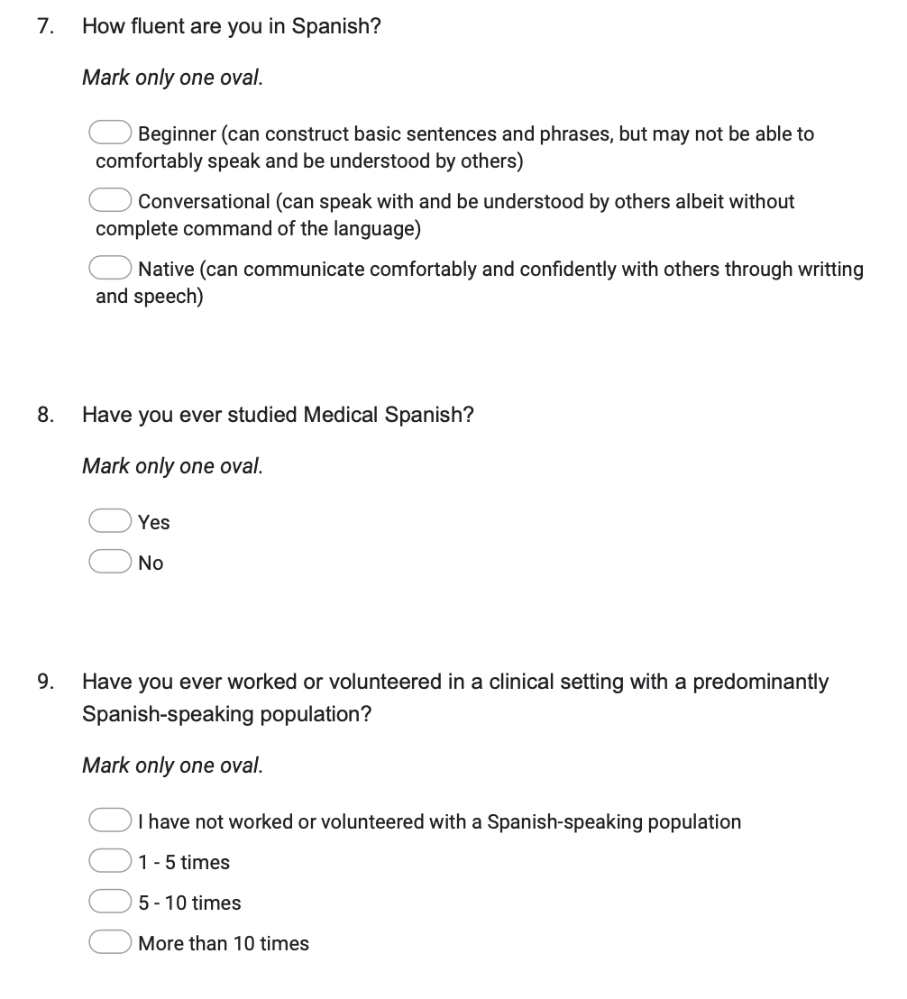 7. How fluent are you in Spanish?
Mark only one oval.
Beginner (can construct basic sentences and phrases, but may not be able to
comfortably speak and be understood by others)
Conversational (can speak with and be understood by others albeit without
complete command of the language)
Native (can communicate comfortably and confidently with others through writting
and speech)
8. Have you ever studied Medical Spanish?
Mark only one oval.
Yes
No
9. Have you ever worked or volunteered in a clinical setting with a predominantly
Spanish-speaking population?
Mark only one oval.
I have not worked or volunteered with a Spanish-speaking population
1 - 5 times
5 - 10 times
More than 10 times